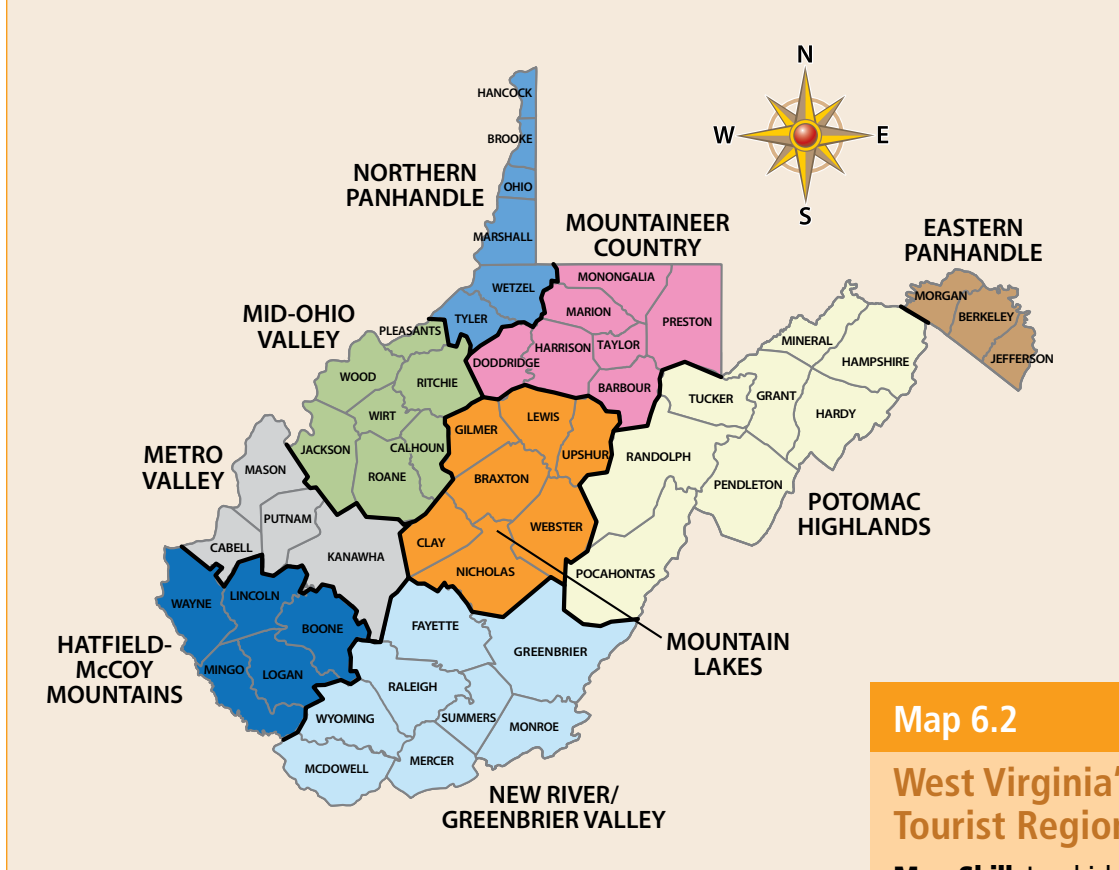 N
W
E
S
HANCOCK
BROOKE
NORTHERN
PANHANDLE
OHIO
MARSHALL
MOUNTAINEER
COUNTRY
EASTERN
PANHANDLE
WETZEL
MONONGALIA
MORGAN
MID-OHIO
VALLEY
TYLER
MARION
BERKELEY
PLEASANTS
PRESTON
HARRISON
TAYLOR
MINERAL
JEFFERSON
DODDRIDGE
HAMPSHIRE
WOOD
RITCHIE
BARBOUR
TUCKER
GRANT
HARDY
WIRT
LEWIS
GILMER
JACKSON
CALHOUN
UPSHUR
RANDOLPH
METRO
VALLEY
MASON
ROANE
BRAXTON
PENDLETON
POTOMAC
HIGHLANDS
PUTNAM
WEBSTER
CABELL
KANAWHA
CLAY
NICHOLAS
POCAHONTAS
WAYNE
LINCOLN
BOONE
FAYETTE
GREENBRIER
MOUNTAIN
LAKES
HATFIELD-
McCOY
MOUNTAINS
MINGO
LOGAN
RALEIGH
WYOMING
SUMMERS
MONROE
MCDOWELL
MERCER
NEW RIVER/
GREENBRIER VALLEY
Map 6.2
West Virginia's
Tourist Region